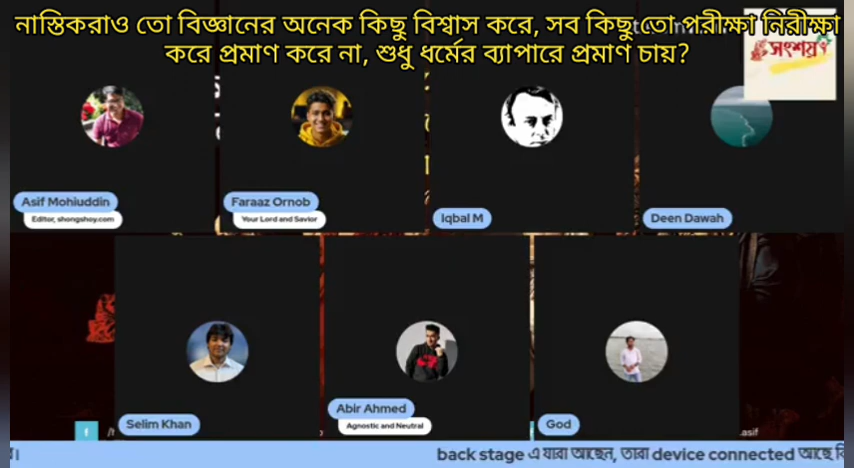 নাস্তিকরাও তো বিজ্ঞানের অনেক কিছু বিশ্বাস করে, সব কিছু তো পরীক্ষা নিরীক্ষা
করে প্রমাণ করে না, শুধু ধর্মের ব্যাপারে প্রমাণ চায়?
সংশয়
Asif Mohiuddin
Editor, shongshoy.com
Faraaz Ornob
Your Lord and Savior
Iqbal M
Deen Dawah
Selim Khan
Abir Ahmed
Agnostic and Neutral
God
f
.asif
back stage এ যারা আছেন, তারা device connected আছে